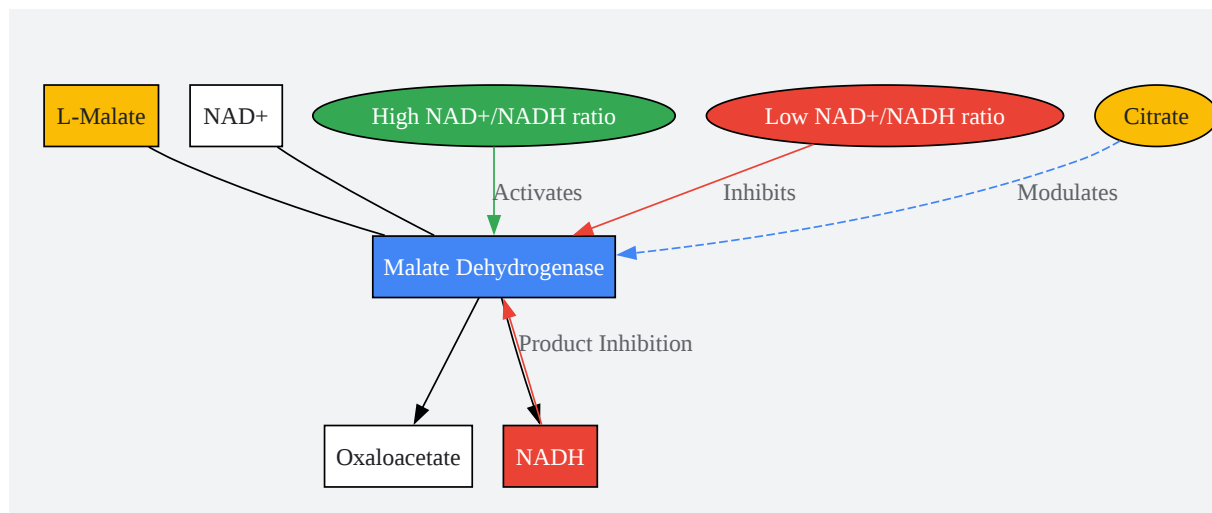 L-Malate
NAD+
High NAD+/NADH ratio
Low NAD+/NADH ratio
Citrate
Activates
Inhibits
Modulates
Malate Dehydrogenase
Product Inhibition
Oxaloacetate
NADH